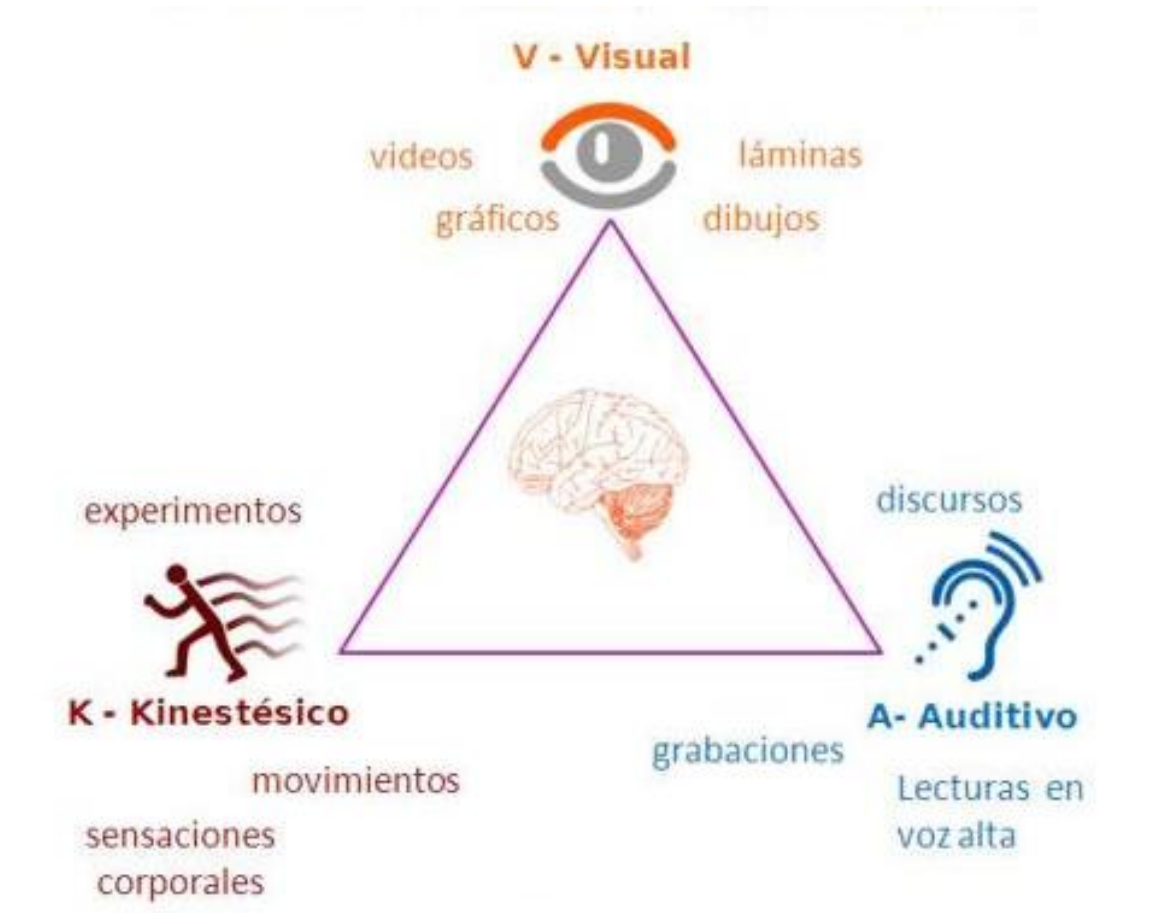 V - Visual
videos
láminas
gráficos
dibujos
experimentos
discursos
K - Kinestésico
A- Auditivo
movimientos
grabaciones
sensaciones
corporales
Lecturas en
voz alta